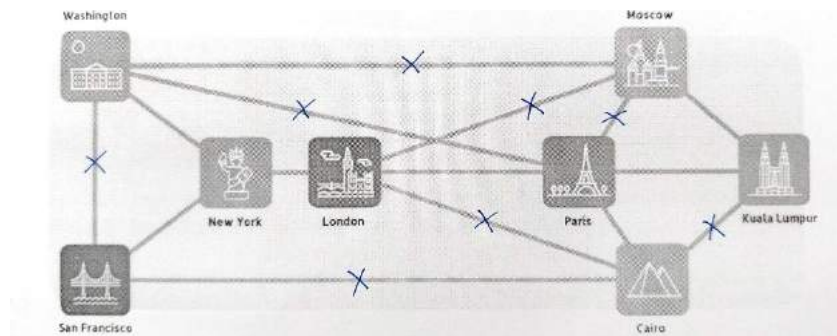 Washington
Moscow
New York
London
Paris
Kuala Lumpur
San Francisco
Cairo